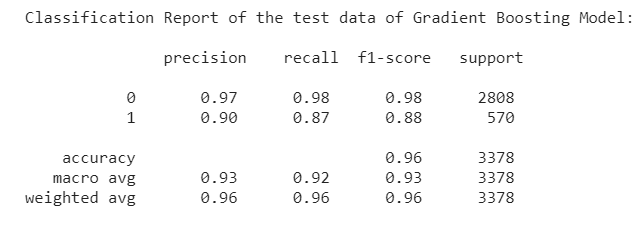 Classification Report of the test data of Gradient Boosting Model:
precision recall f1-score support
0 0.97 0.98 0.98 2808
1 0.90 0.87 0.88 570
accuracy 0.96 3378
macro avg 0.93 0.92 0.93 3378
weighted avg 0.96 0.96 0.96 3378